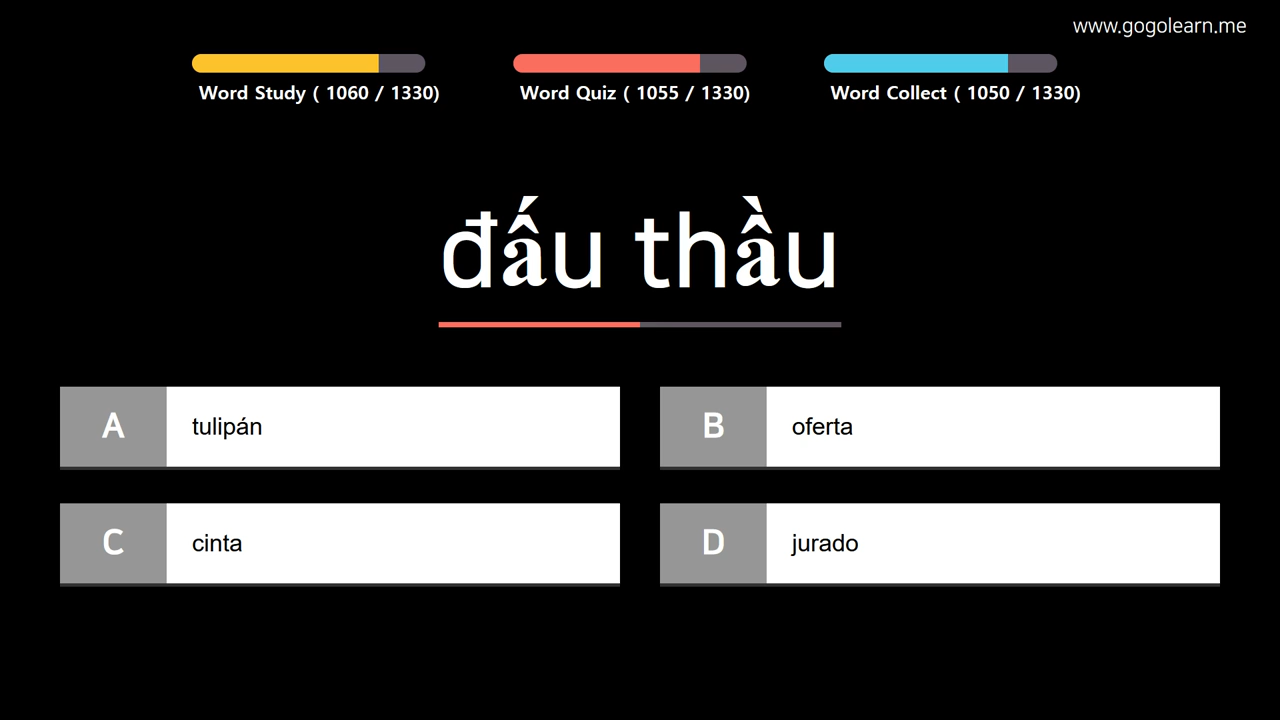 www.gogolearn.me
Word Study ( 1060 / 1330)
Word Quiz ( 1055 / 1330)
Word Collect ( 1050 / 1330)
đấu thầu
A tulipán
B oferta
C cinta
D jurado